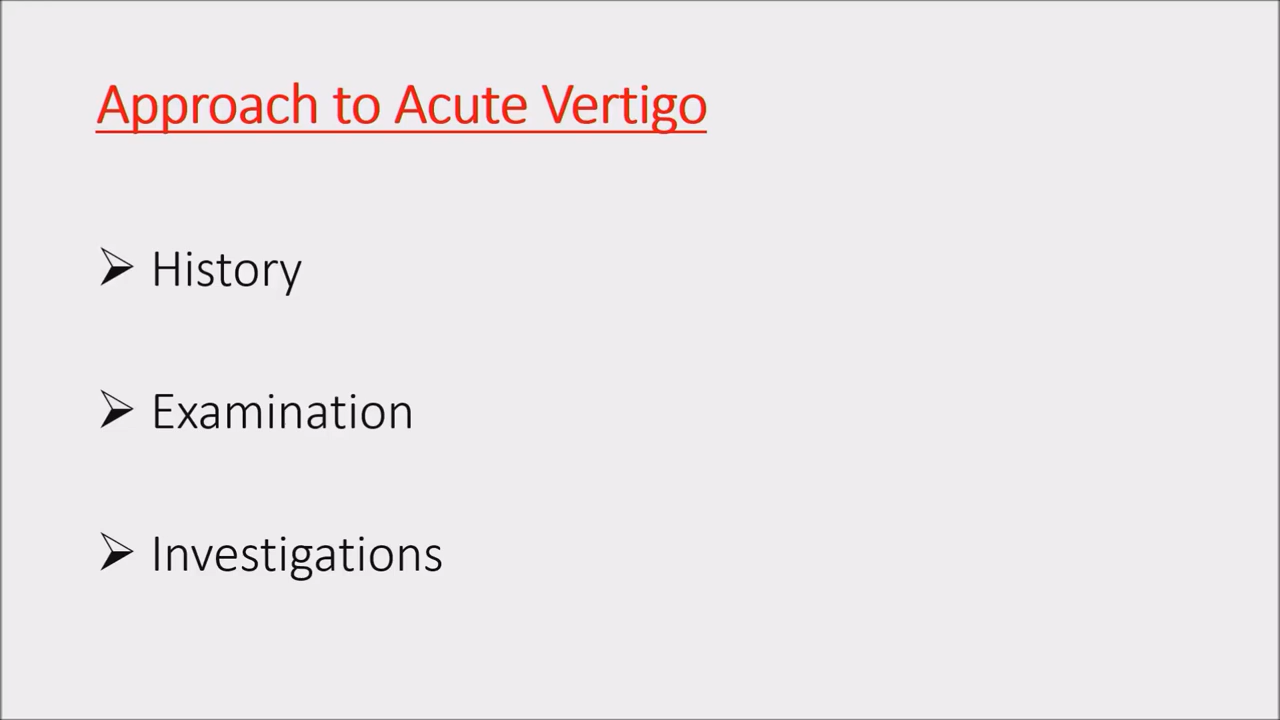 Approach to Acute Vertigo
➢ History
➢ Examination
➢ Investigations